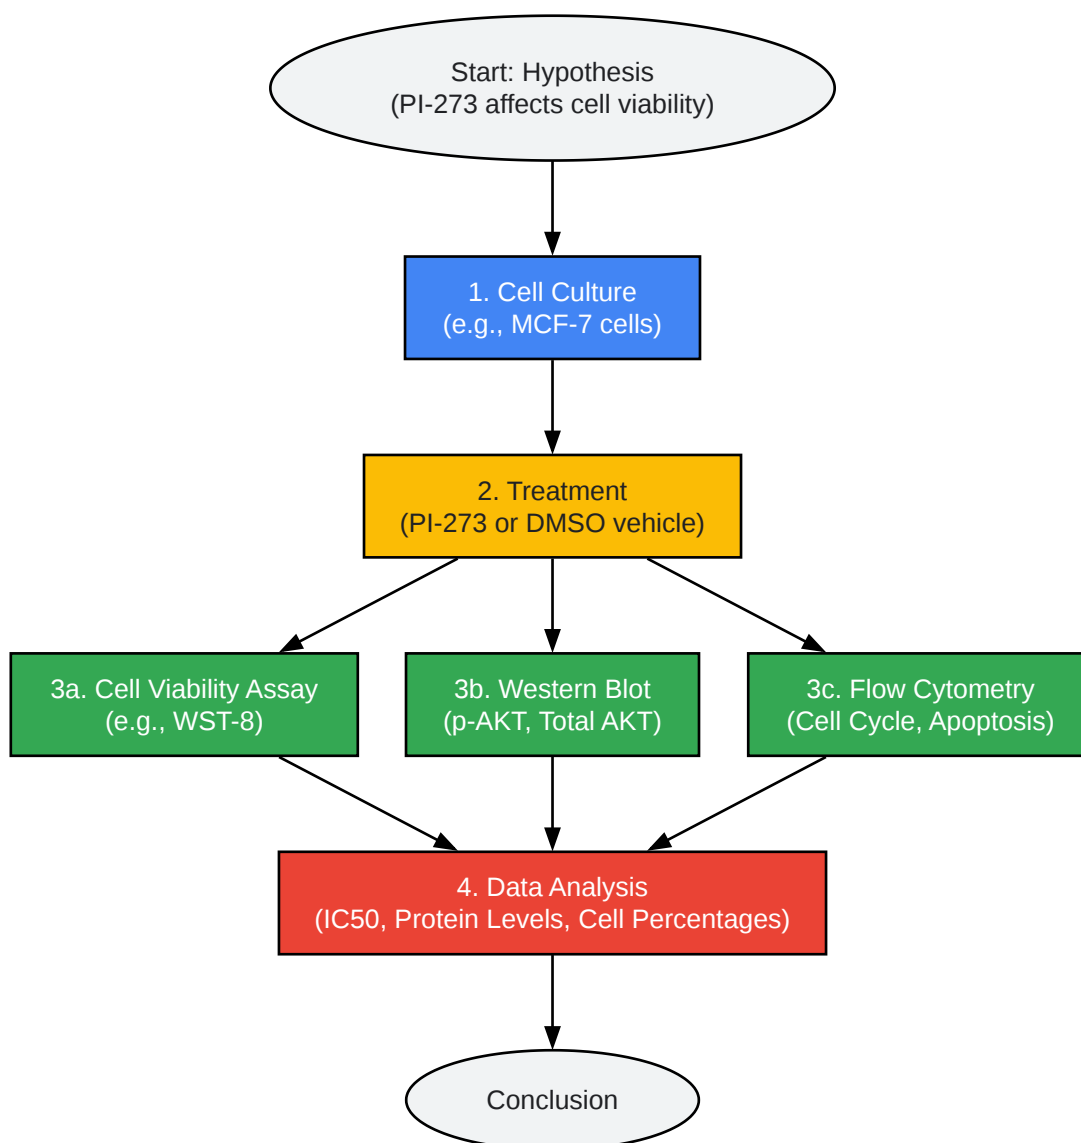 Start: Hypothesis
(PI-273 affects cell viability)
1. Cell Culture
(e.g., MCF-7 cells)
2. Treatment
(PI-273 or DMSO vehicle)
3a. Cell Viability Assay
(e.g., WST-8)
3b. Western Blot
(p-AKT, Total AKT)
3c. Flow Cytometry
(Cell Cycle, Apoptosis)
4. Data Analysis
(IC50, Protein Levels, Cell Percentages)
Conclusion